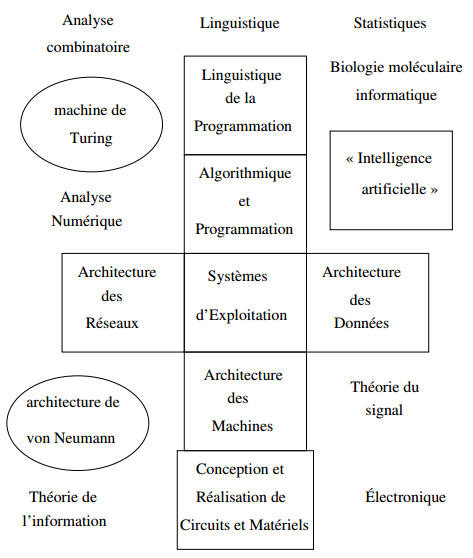 Analyse
combinatoire
Linguistique
Statistiques
Linguistique
de la
Programmation
Biologie moléculaire
informatique
machine de
Turing
« Intelligence
artificielle »
Algorithmique
et
Programmation
Analyse
Numérique
Architecture
des
Réseaux
Systèmes
d’Exploitation
Architecture
des
Données
Architecture
des
Machines
architecture de
von Neumann
Théorie du
signal
Conception et
Réalisation de
Circuits et Matériels
Théorie de
l’information
Électronique